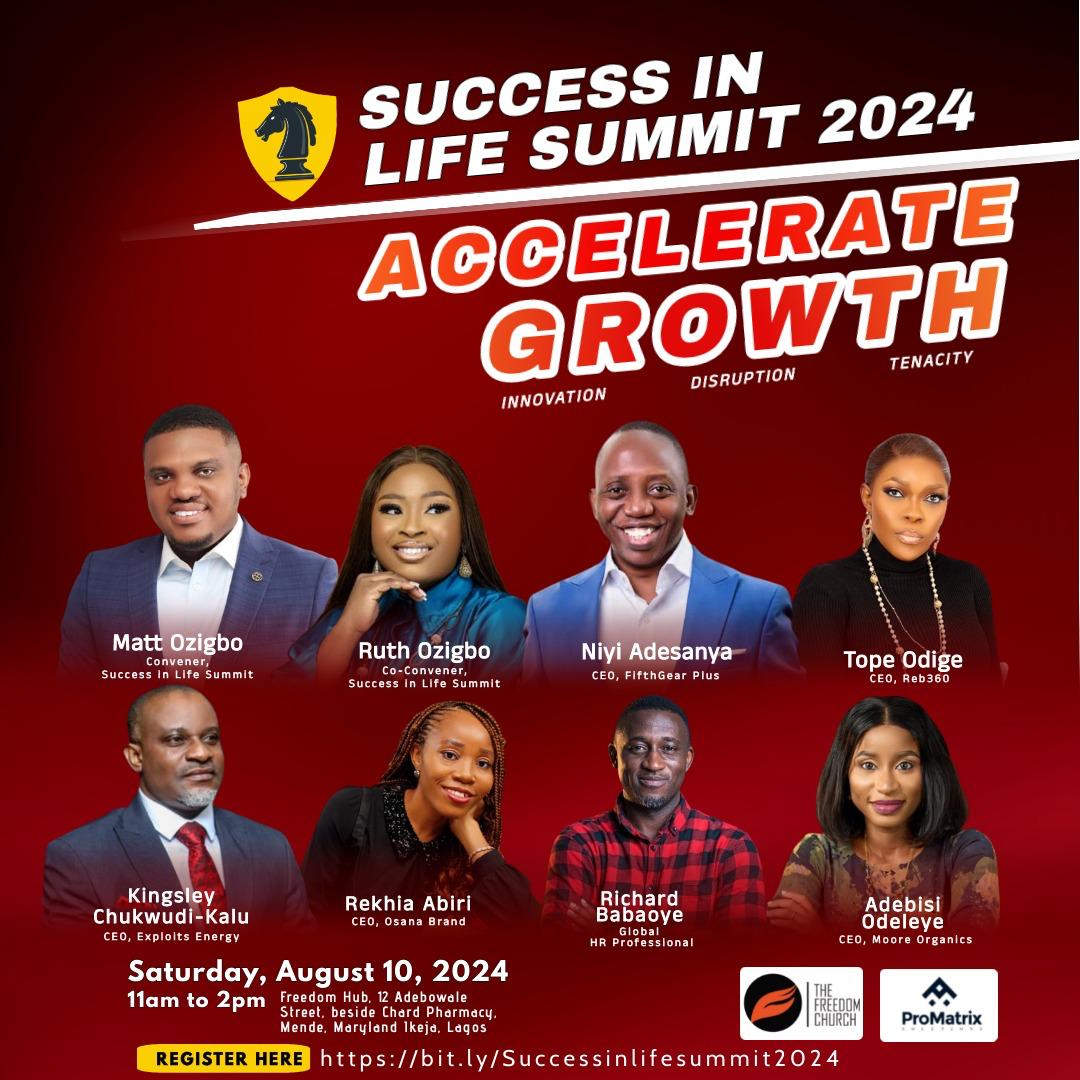 SUCCESS IN
LIFE SUMMIT 2024
ACCELERATE
GROWTH
INNOVATION
DISRUPTION
TENACITY
Matt Ozigbo
Convener,
Success in Life Summit
Ruth Ozigbo
Co-Convener,
Success in Life Summit
Niyi Adesanya
CEO, FifthGear Plus
Tope Odige
CEO, Reb360
Kingsley
Chukwudi-Kalu
CEO, Exploits Energy
Rekhia Abiri
CEO, Osana Brand
Richard
Babaoye
Global
HR Professional
Adebisi
Odeleye
CEO, Moore Organics
Saturday, August 10, 2024
11am to 2pm
Freedom Hub, 12 Adebowale
Street, beside Chard Pharmacy,
Mende, Maryland Ikeja, Lagos
THE
FREEDOM
CHURCH
ProMatrix
SOLUTIONS
REGISTER HERE https://bit.ly/Successinlifesummit2024